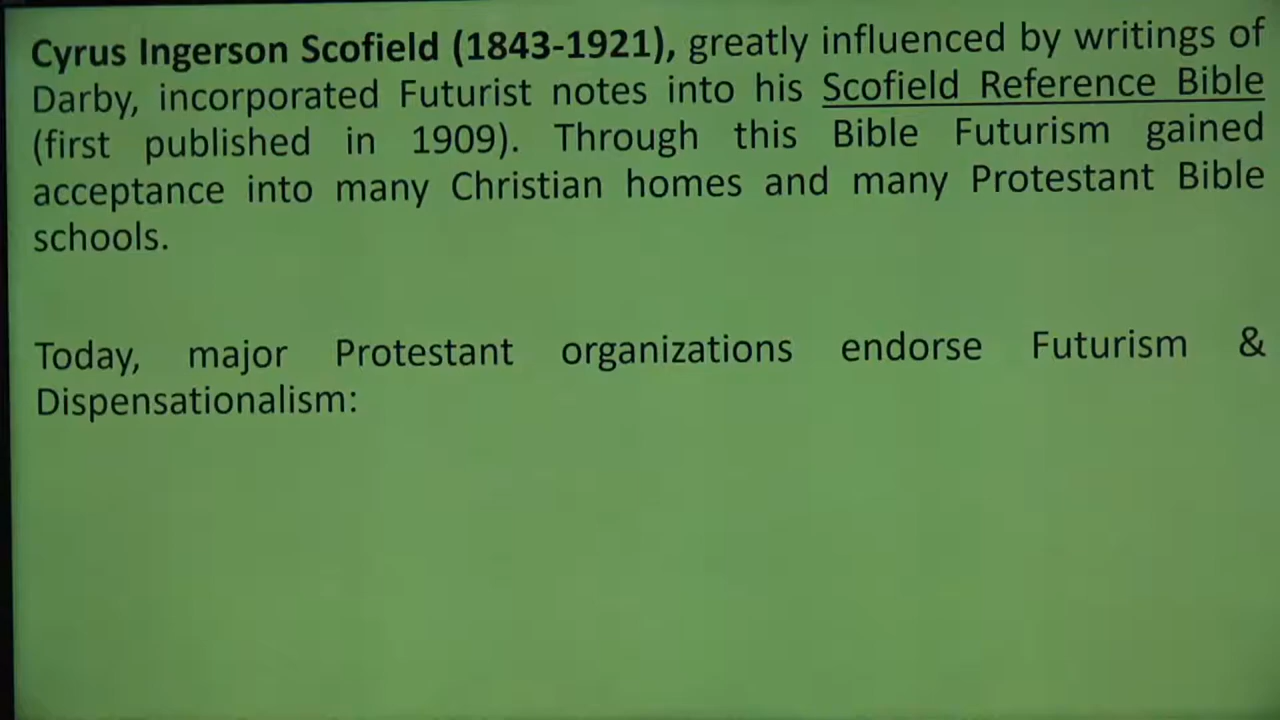 Cyrus Ingerson Scofield (1843-1921), greatly influenced by writings of
Darby, incorporated Futurist notes into his Scofield Reference Bible
(first published in 1909). Through this Bible Futurism gained
acceptance into many Christian homes and many Protestant Bible
schools.
Today, major Protestant organizations endorse Futurism &
Dispensationalism: